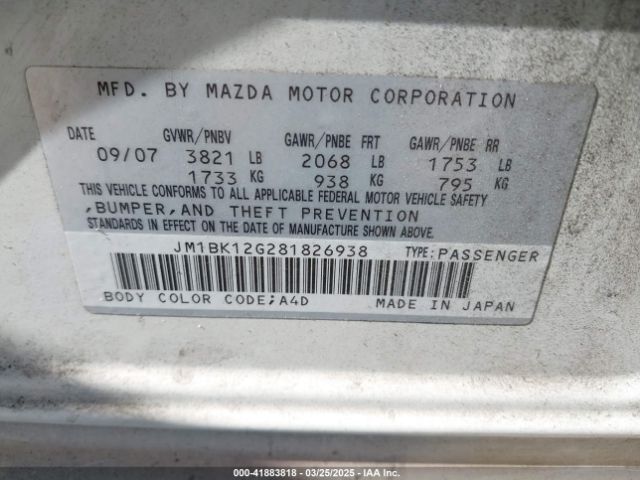 MFD. BY MAZDA MOTOR CORPORATION
DATE GVWR/PNBV GAWR/PNBE FRT GAWR/PNBE RR
09/07 3821 LB 2068 LB 1753 LB
1733 KG 938 KG 795 KG
THIS VEHICLE CONFORMS TO ALL APPLICABLE FEDERAL MOTOR VEHICLE SAFETY
,BUMPER,AND THEFT PREVENTION
STANDARDS IN EFFECT ON THE DATE OF MANUFACTURE SHOWN ABOVE.
JM1BK12G281826938 TYPE:PASSENGER
BODY COLOR CODE;A4D MADE IN JAPAN
© COPY - 41883818 - 03/25/2025 - IAA Inc.